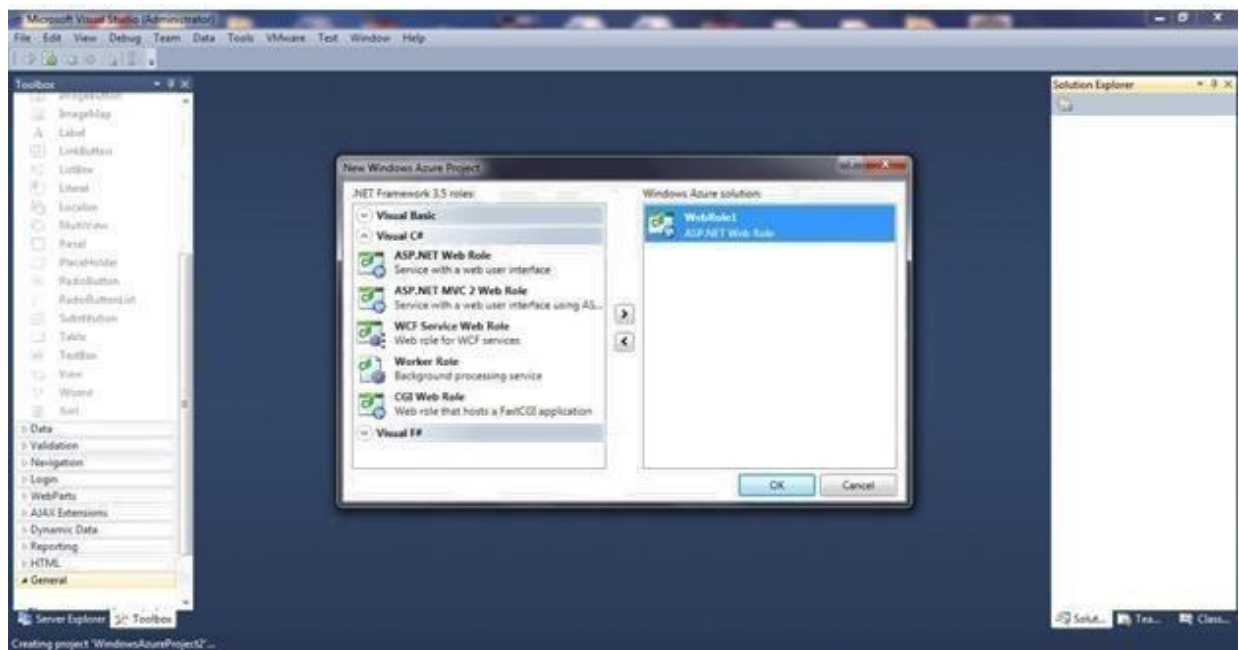 Microsoft Visual Studio (Administrator)
File Edit View Debug Team Data Tools VMware Test Window Help
Toolbox
ImageButton
ImageMap
Label
LinkButton
ListBox
Literal
Localize
MultiView
Panel
PlaceHolder
RadioButton
RadioButtonList
Substitution
Table
TextBox
View
Wizard
Xml
Data
Validation
Navigation
Login
WebParts
AJAX Extensions
Dynamic Data
Reporting
HTML
General
Server Explorer Toolbox
Creating project 'WindowsAzureProject2'...
New Windows Azure Project
.NET Framework 3.5 roles:
Visual Basic
Visual C#
ASP.NET Web Role
Service with a web user interface
ASP.NET MVC 2 Web Role
Service with a web user interface using AS...
WCF Service Web Role
Web role for WCF services
Worker Role
Background processing service
CGI Web Role
Web role that hosts a FastCGI application
Visual F#
Windows Azure solution:
WebRole1
ASP.NET Web Role
OK Cancel
Solution Explorer
Solut... Tea... Class...